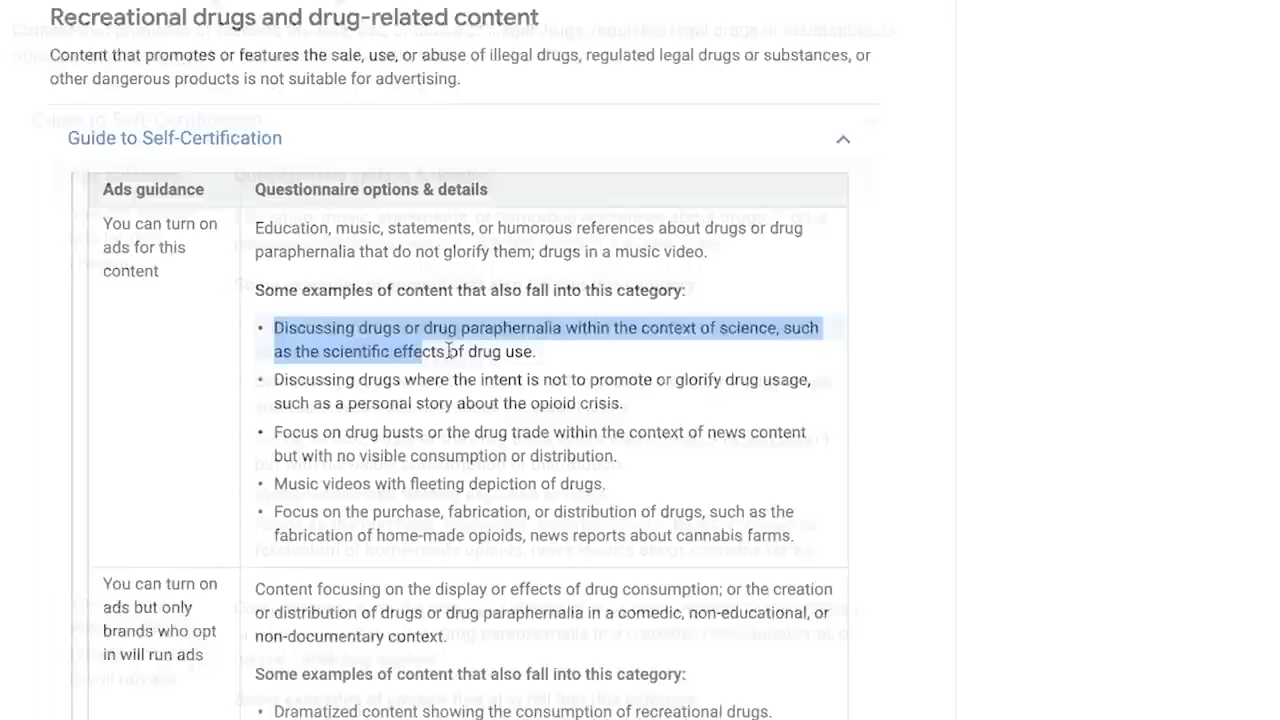 Recreational drugs and drug-related content
Content that promotes or features the sale, use, or abuse of illegal drugs, regulated legal drugs or substances, or
other dangerous products is not suitable for advertising.
Guide to Self-Certification
Ads guidance
Questionnaire options & details
You can turn on
ads for this
content
Education, music, statements, or humorous references about drugs or drug
paraphernalia that do not glorify them; drugs in a music video.
Some examples of content that also fall into this category:
• Discussing drugs or drug paraphernalia within the context of science, such
as the scientific effects of drug use.
• Discussing drugs where the intent is not to promote or glorify drug usage,
such as a personal story about the opioid crisis.
• Focus on drug busts or the drug trade within the context of news content
but with no visible consumption or distribution.
• Music videos with fleeting depiction of drugs.
• Focus on the purchase, fabrication, or distribution of drugs, such as the
fabrication of home-made opioids, news reports about cannabis farms.
You can turn on
ads but only
brands who opt
in will run ads
Content focusing on the display or effects of drug consumption; or the creation
or distribution of drugs or drug paraphernalia in a comedic, non-educational, or
non-documentary context.
Some examples of content that also fall into this category:
• Dramatized content showing the consumption of recreational drugs.